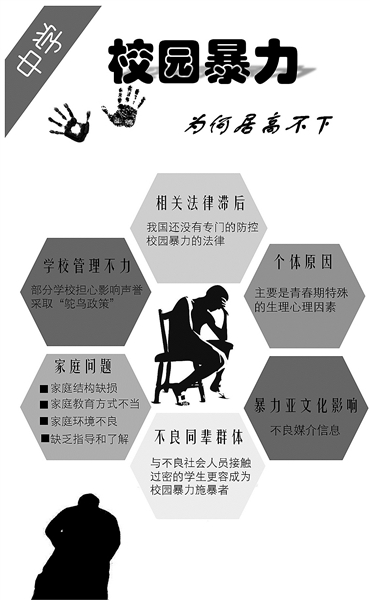 中学
校园暴力
为何居高不下
相关法律滞后
我国还没有专门的防控
校园暴力的法律
学校管理不力
部分学校担心影响声誉
采取“鸵鸟政策”
个体原因
主要是青春期特殊
的生理心理因素
家庭问题
■家庭结构缺损
■家庭教育方式不当
■家庭环境不良
■缺乏指导和了解
暴力亚文化影响
不良媒介信息
不良同辈群体
与不良社会人员接触
过密的学生更容成为
校园暴力施暴者